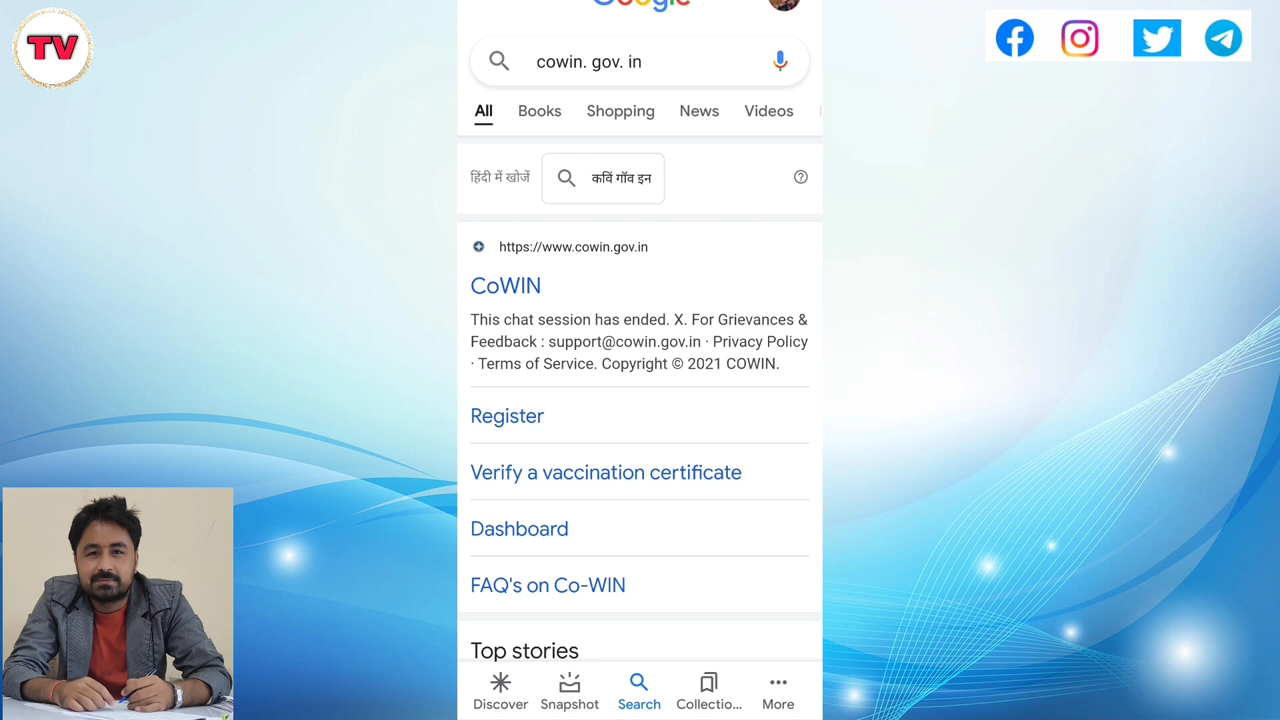 TV
Google
cowin. gov. in
All Books Shopping News Videos
हिंदी में खोजें कविं गॉव इन
https://www.cowin.gov.in
CoWIN
This chat session has ended. X. For Grievances &
Feedback : support@cowin.gov.in · Privacy Policy
· Terms of Service. Copyright © 2021 COWIN.
Register
Verify a vaccination certificate
Dashboard
FAQ's on Co-WIN
Top stories
Discover Snapshot Search Collectio... More